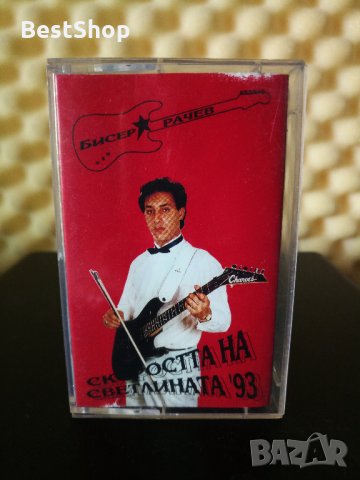 BestShop
БИСЕР РАЧЕВ
Charvel
СКОРОСТТА НА
СВЕТЛИНАТА '93
BAZAR